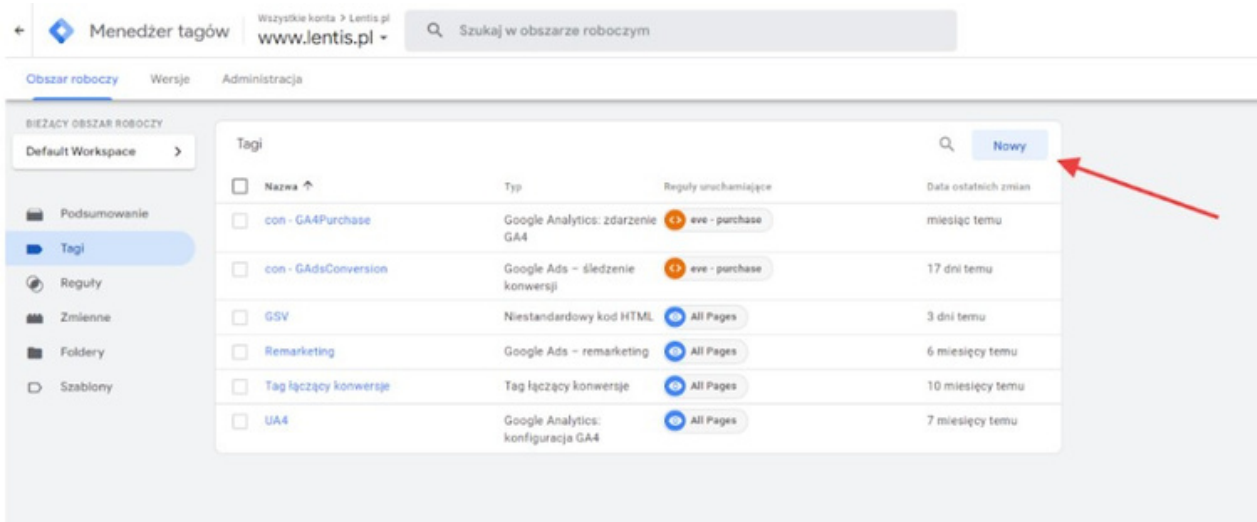 Menedżer tagów
Wszystkie konta > Lentis.pl
www.lentis.pl
Szukaj w obszarze roboczym
Obszar roboczy Wersje Administracja
BIEŻĄCY OBSZAR ROBOCZY
Default Workspace
Podsumowanie
Tagi
Reguły
Zmienne
Foldery
Szablony
Tagi Nowy
Nazwa Typ Reguły uruchamiające Data ostatnich zmian
con - GA4Purchase Google Analytics: zdarzenie eve - purchase miesiąc temu
GA4
con - GAdsConversion Google Ads – śledzenie eve - purchase 17 dni temu
konwersji
GSV Niestandardowy kod HTML All Pages 3 dni temu
Remarketing Google Ads – remarketing All Pages 6 miesięcy temu
Tag łączący konwersje Tag łączący konwersje All Pages 10 miesięcy temu
UA4 Google Analytics: All Pages 7 miesięcy temu
konfiguracja GA4